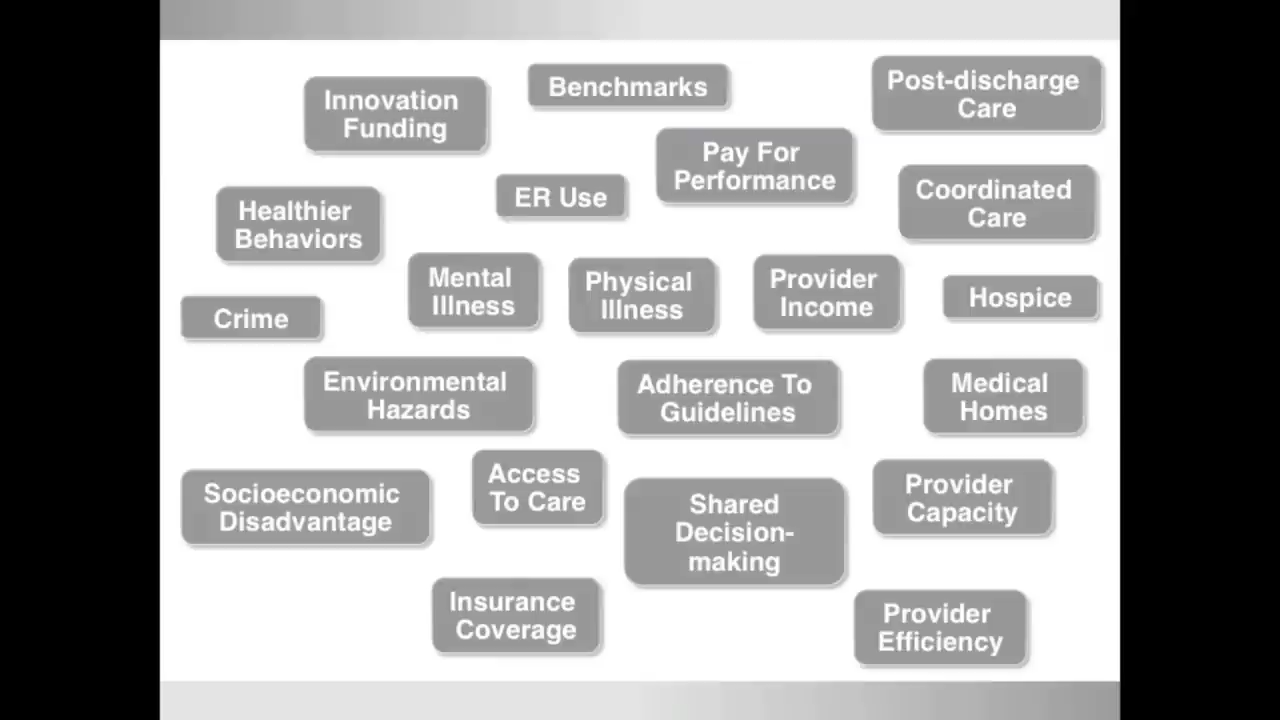 Innovation
Funding
Benchmarks
Post-discharge
Care
Pay For
Performance
Healthier
Behaviors
ER Use
Coordinated
Care
Mental
Illness
Physical
Illness
Provider
Income
Hospice
Crime
Environmental
Hazards
Adherence To
Guidelines
Medical
Homes
Socioeconomic
Disadvantage
Access
To Care
Shared
Decision-
making
Provider
Capacity
Insurance
Coverage
Provider
Efficiency